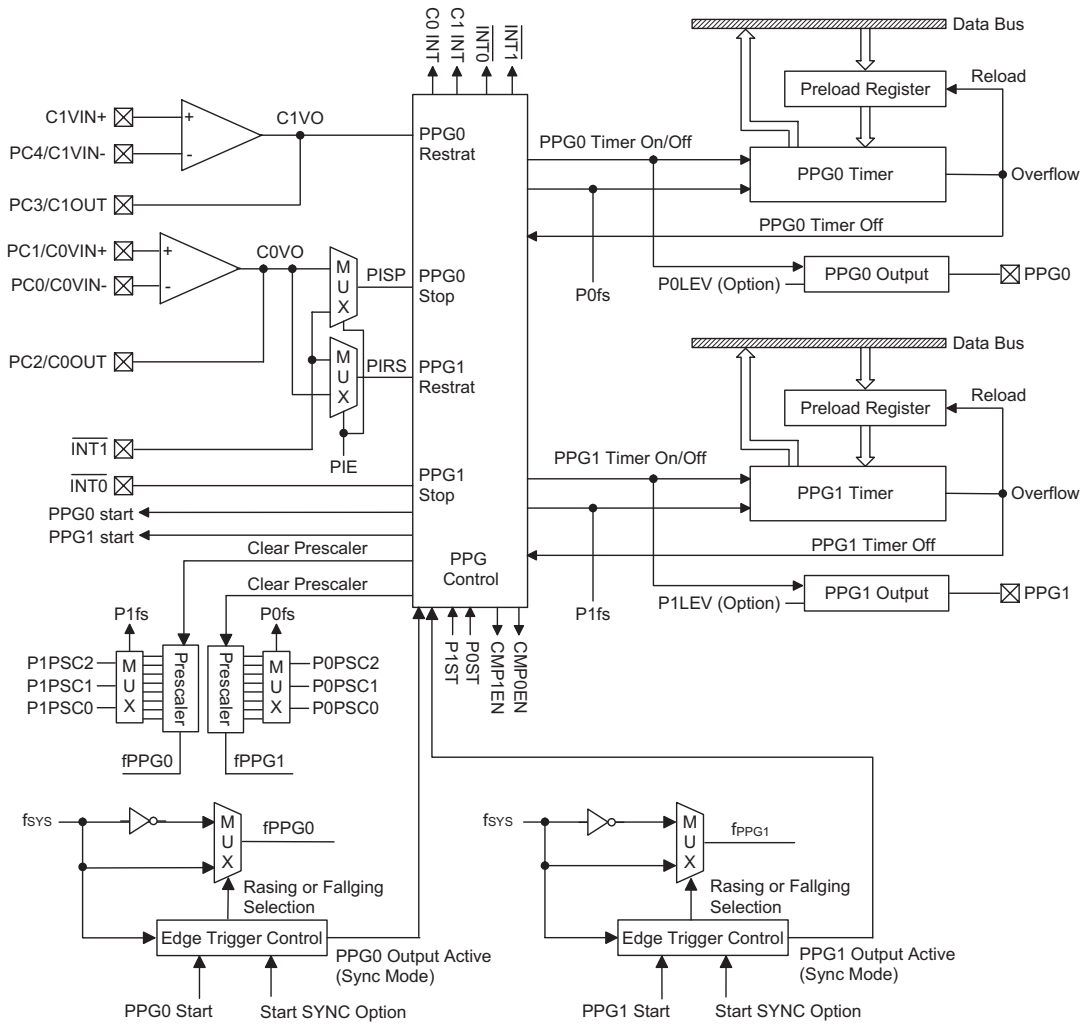 C0 INT
C1 INT
INT0
INT1
Data Bus
Preload Register
Reload
C1VIN+
+
C1VO
PPG0
Restrat
PC4/C1VIN-
-
PPG0 Timer On/Off
PPG0 Timer
Overflow
PC3/C1OUT
PPG0 Timer Off
PC1/C0VIN+
+
C0VO
M
U
X
PISP
PPG0
Stop
PC0/C0VIN-
-
P0fs
P0LEV (Option)
PPG0 Output
PPG0
Data Bus
PC2/C0OUT
M
U
X
PIRS
PPG1
Restrat
Preload Register
Reload
INT1
PIE
PPG1 Timer On/Off
INT0
PPG1
Stop
PPG1 Timer
Overflow
PPG0 start
PPG1 start
Clear Prescaler
PPG
Control
PPG1 Timer Off
Clear Prescaler
P1fs
P1LEV (Option)
PPG1 Output
PPG1
P1fs
P0fs
P1ST
P0ST
CMP1EN
CMP0EN
P1PSC2
P1PSC1
P1PSC0
M
U
X
Prescaler
Prescaler
M
U
X
P0PSC2
P0PSC1
P0PSC0
fPPG0
fPPG1
fSYS
M
U
X
fPPG0
Rasing or Fallging
Selection
Edge Trigger Control
PPG0 Output Active
(Sync Mode)
PPG0 Start
Start SYNC Option
fSYS
M
U
X
fPPG1
Rasing or Fallging
Selection
Edge Trigger Control
PPG1 Output Active
(Sync Mode)
PPG1 Start
Start SYNC Option